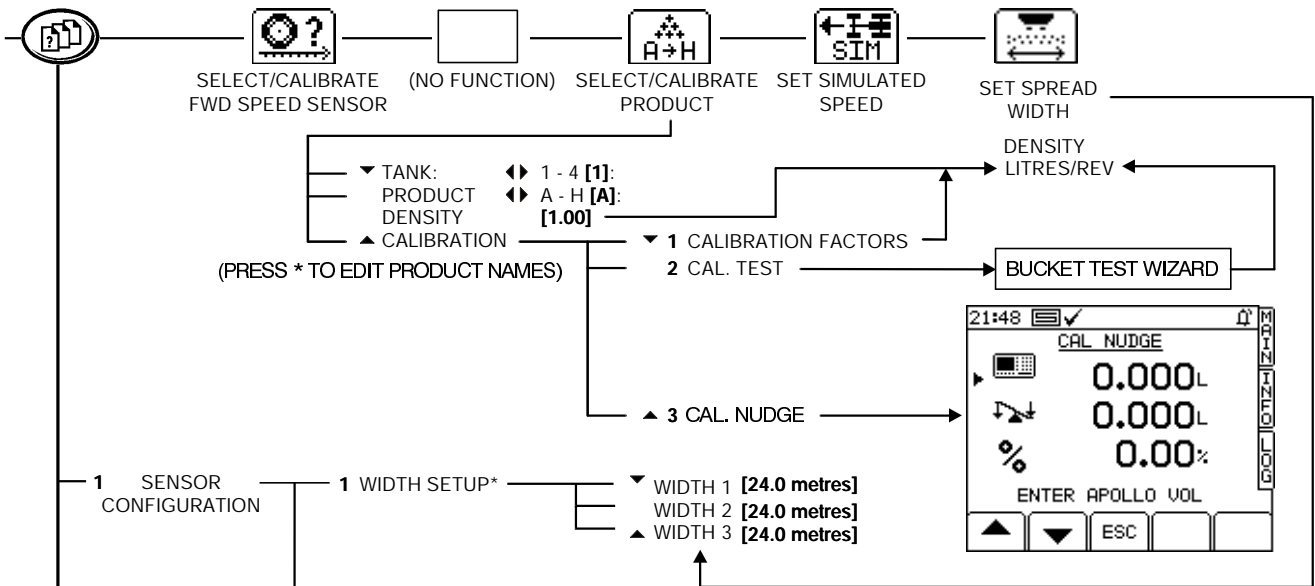 ?
?
A→H
SIM
SELECT/CALIBRATE
FWD SPEED SENSOR
(NO FUNCTION)
SELECT/CALIBRATE
PRODUCT
SET SIMULATED
SPEED
SET SPREAD
WIDTH
TANK: 1 - 4 [1]:
PRODUCT A - H [A]:
DENSITY [1.00]
CALIBRATION
(PRESS * TO EDIT PRODUCT NAMES)
DENSITY
LITRES/REV
1 CALIBRATION FACTORS
2 CAL. TEST
BUCKET TEST WIZARD
3 CAL. NUDGE
21:48
CAL NUDGE
0.000L
0.000L
% 0.00%
ENTER APOLLO VOL
ESC
MAIN
INFO
LOG
1 SENSOR
CONFIGURATION
1 WIDTH SETUP*
WIDTH 1 [24.0 metres]
WIDTH 2 [24.0 metres]
WIDTH 3 [24.0 metres]